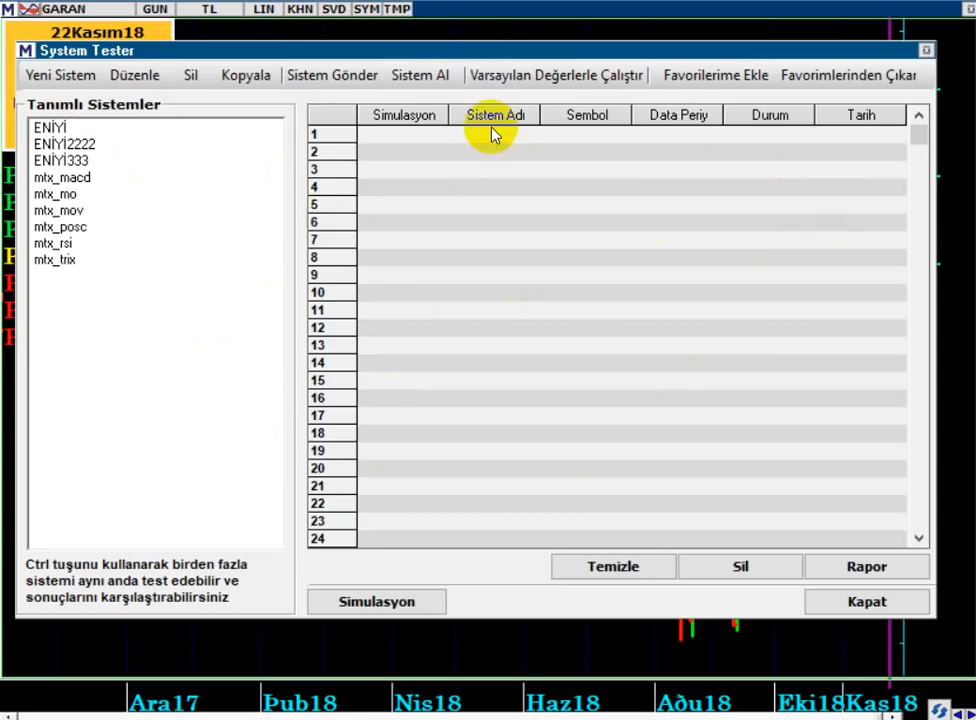 M GARAN GUN TL LIN KHN SVD SYM TMP
22Kasım18
M System Tester
Yeni Sistem Düzenle Sil Kopyala Sistem Gönder Sistem Al Varsayılan Değerlerle Çalıştır Favorilerime Ekle Favorimlerinden Çıkar
Tanımlı Sistemler
ENİYİ
ENİYİ2222
ENİYİ333
mtx_macd
mtx_mo
mtx_mov
mtx_posc
mtx_rsi
mtx_trix
Simulasyon Sistem Adı Sembol Data Periy Durum Tarih
1
2
3
4
5
6
7
8
9
10
11
12
13
14
15
16
17
18
19
20
21
22
23
24
Ctrl tuşunu kullanarak birden fazla
sistemi aynı anda test edebilir ve
sonuçlarını karşılaştırabilirsiniz
Temizle Sil Rapor
Simulasyon Kapat
Ara17 Þub18 Nis18 Haz18 Aðu18 Eki18 Kas18